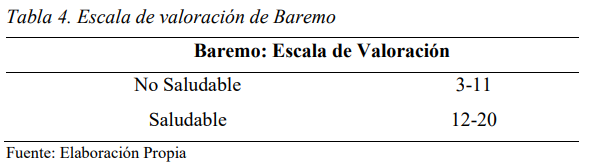 Tabla 4. Escala de valoración de Baremo
Baremo: Escala de Valoración
No Saludable 3-11
Saludable 12-20
Fuente: Elaboración Propia